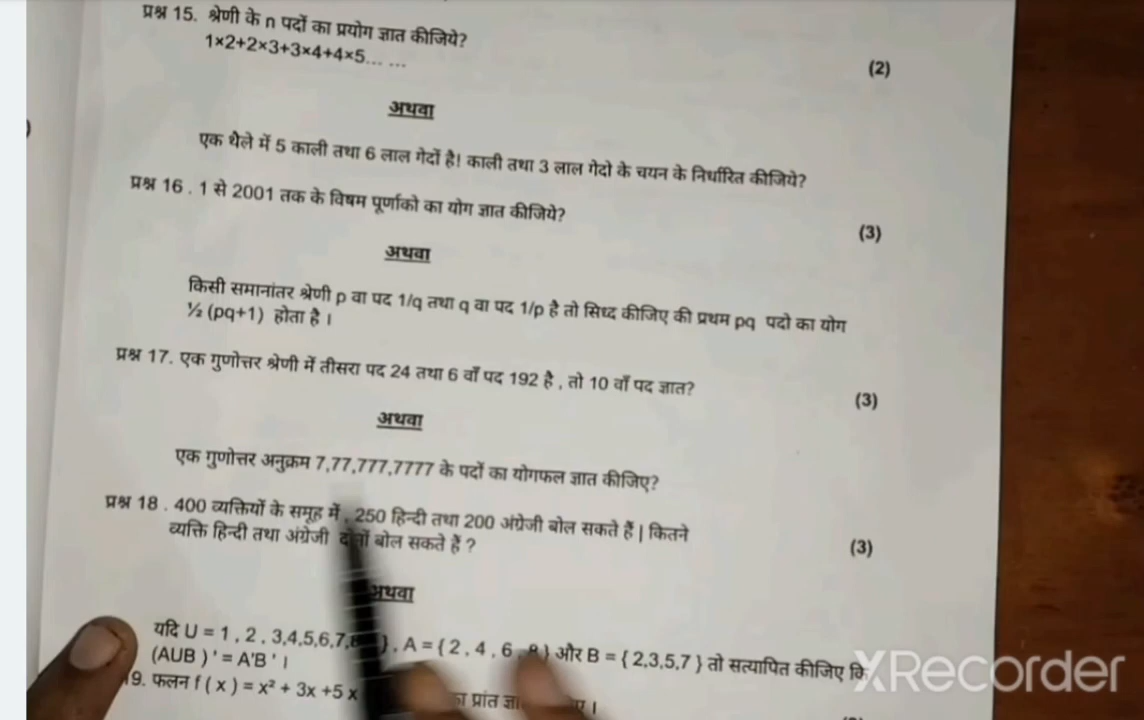 प्रश्न 15. श्रेणी के n पदों का प्रयोग ज्ञात कीजिये?
1×2+2×3+3×4+4×5... ...
(2)
अथवा
एक थैले में 5 काली तथा 6 लाल गेदों है! काली तथा 3 लाल गेदो के चयन के निर्धारित कीजिये?
प्रश्न 16 . 1 से 2001 तक के विषम पूर्णाको का योग ज्ञात कीजिये?
(3)
अथवा
किसी समानांतर श्रेणी p वा पद 1/q तथा q वा पद 1/p है तो सिध्द कीजिए की प्रथम pq पदो का योग
½ (pq+1) होता है ।
प्रश्न 17. एक गुणोत्तर श्रेणी में तीसरा पद 24 तथा 6 वाँ पद 192 है , तो 10 वाँ पद ज्ञात?
(3)
अथवा
एक गुणोत्तर अनुक्रम 7,77,777,7777 के पदों का योगफल ज्ञात कीजिए?
प्रश्न 18 . 400 व्यक्तियों के समूह में , 250 हिन्दी तथा 200 अंग्रेजी बोल सकते हैं | कितने
व्यक्ति हिन्दी तथा अंग्रेजी दोनों बोल सकते हैं ?
(3)
अथवा
यदि U = 1 , 2 , 3,4,5,6,7, } , A = { 2 , 4 , 6 , 8 } और B = { 2,3,5,7 } तो सत्यापित कीजिए कि
(AUB ) ' = A'B ' ।
19. फलन f ( x ) = x² + 3x +5 x का प्रांत
XRecorder